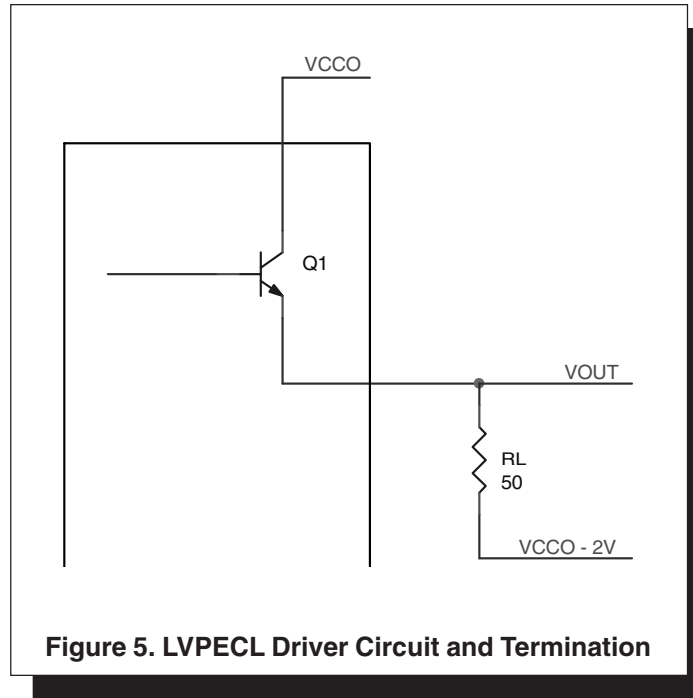 VCCO
Q1
VOUT
RL
50
VCCO - 2V
Figure 5. LVPECL Driver Circuit and Termination